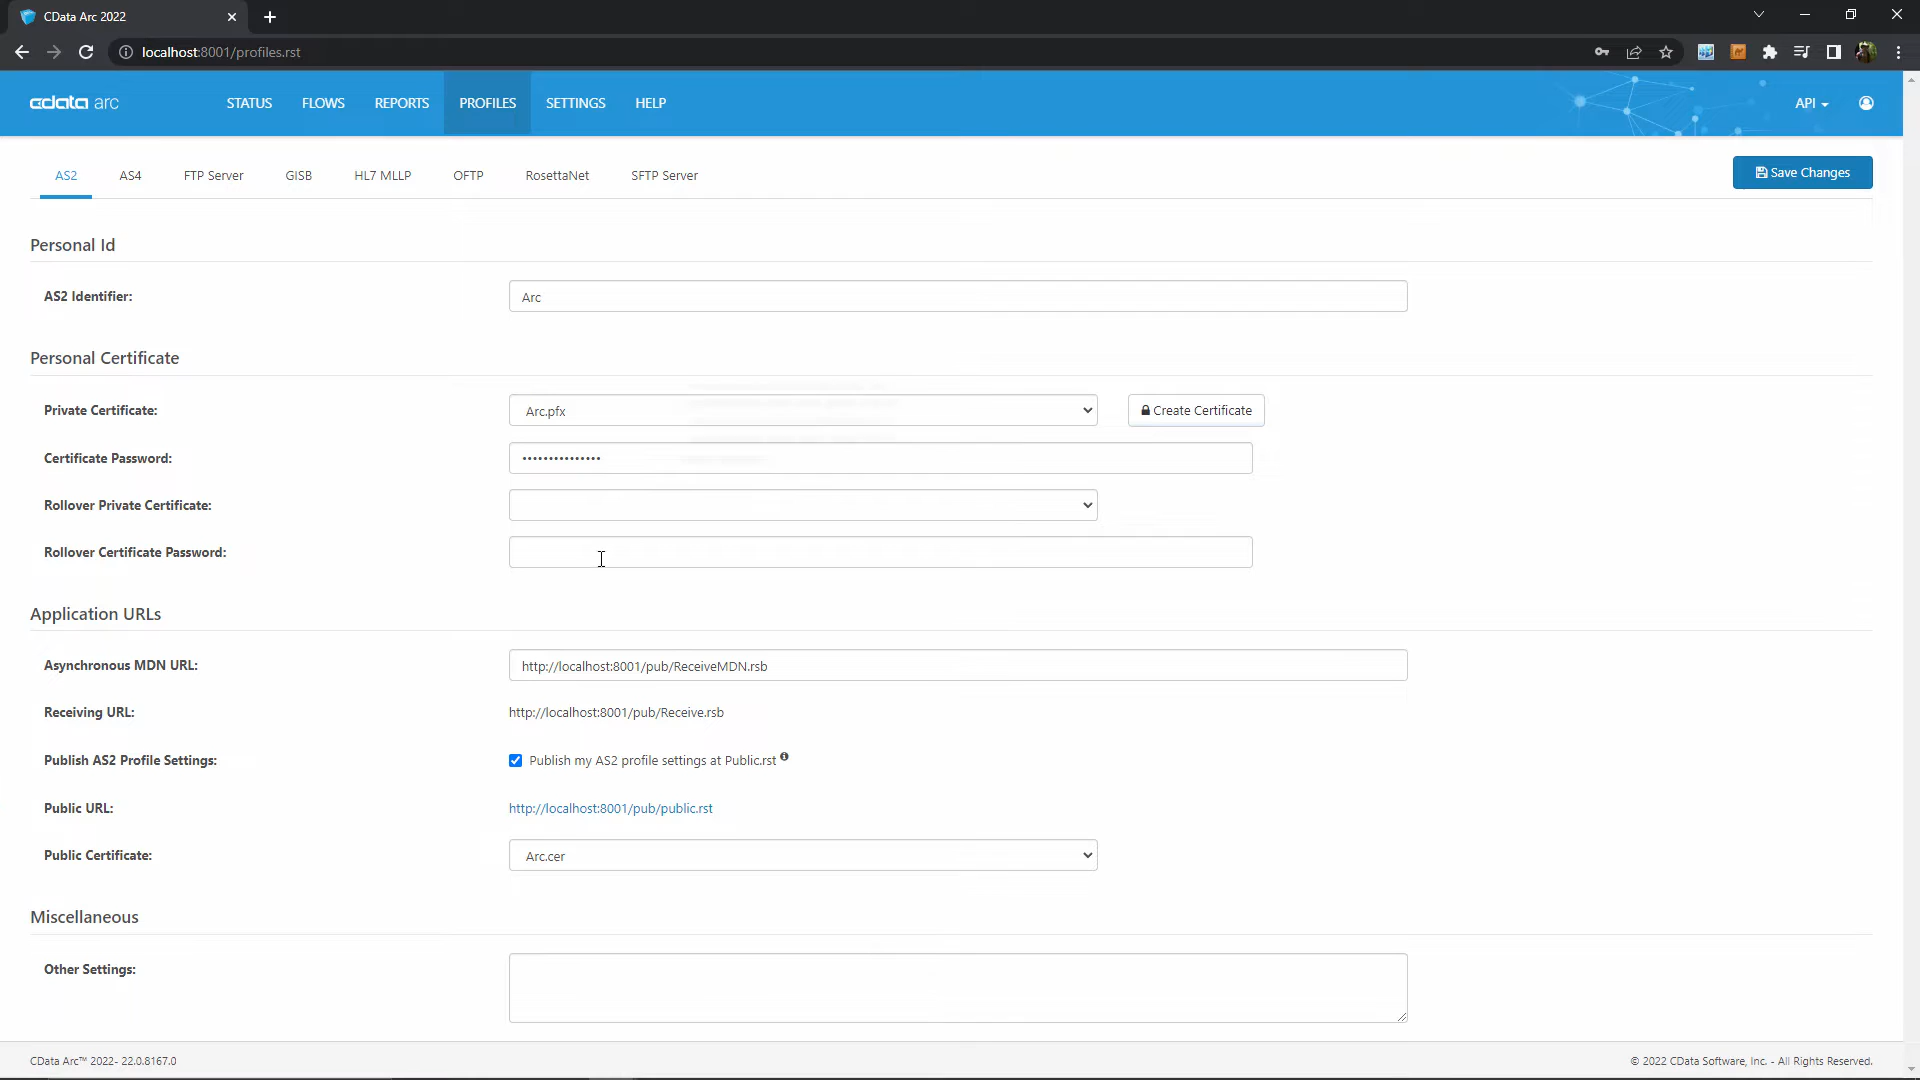 CData Arc 2022
localhost:8001/profiles.rst
cdata arc
STATUS FLOWS REPORTS PROFILES SETTINGS HELP API
AS2 AS4 FTP Server GISB HL7 MLLP OFTP RosettaNet SFTP Server Save Changes
Personal Id
AS2 Identifier: Arc
Personal Certificate
Private Certificate: Arc.pfx Create Certificate
Certificate Password: •••••••••••••••
Rollover Private Certificate:
Rollover Certificate Password:
Application URLs
Asynchronous MDN URL: http://localhost:8001/pub/ReceiveMDN.rsb
Receiving URL: http://localhost:8001/pub/Receive.rsb
Publish AS2 Profile Settings: Publish my AS2 profile settings at Public.rst
Public URL: http://localhost:8001/pub/public.rst
Public Certificate: Arc.cer
Miscellaneous
Other Settings:
CData Arc™ 2022- 22.0.8167.0 © 2022 CData Software, Inc. - All Rights Reserved.